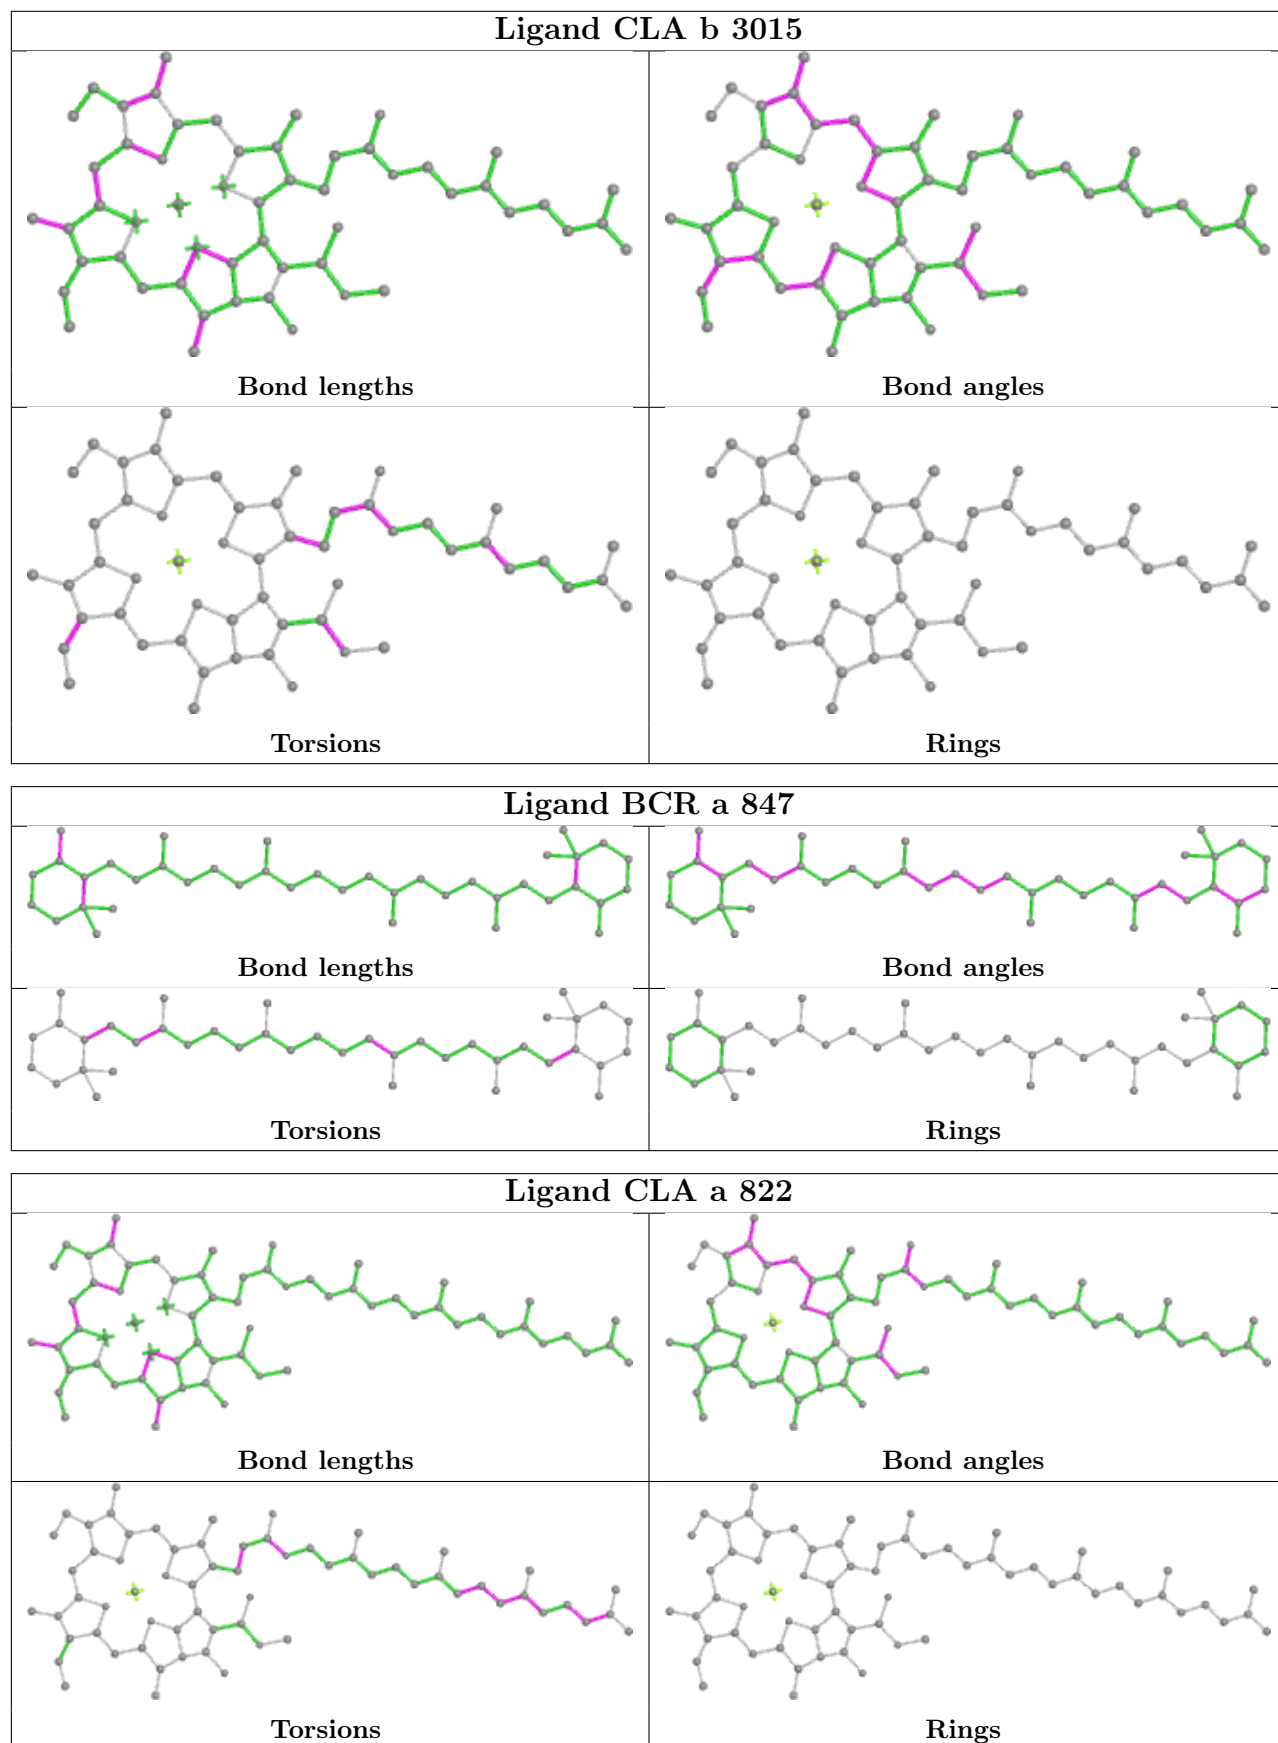 Ligand CLA b 3015
Bond lengths
Bond angles
Torsions
Rings
Ligand BCR a 847
Bond lengths
Bond angles
Torsions
Rings
Ligand CLA a 822
Bond lengths
Bond angles
Torsions
Rings